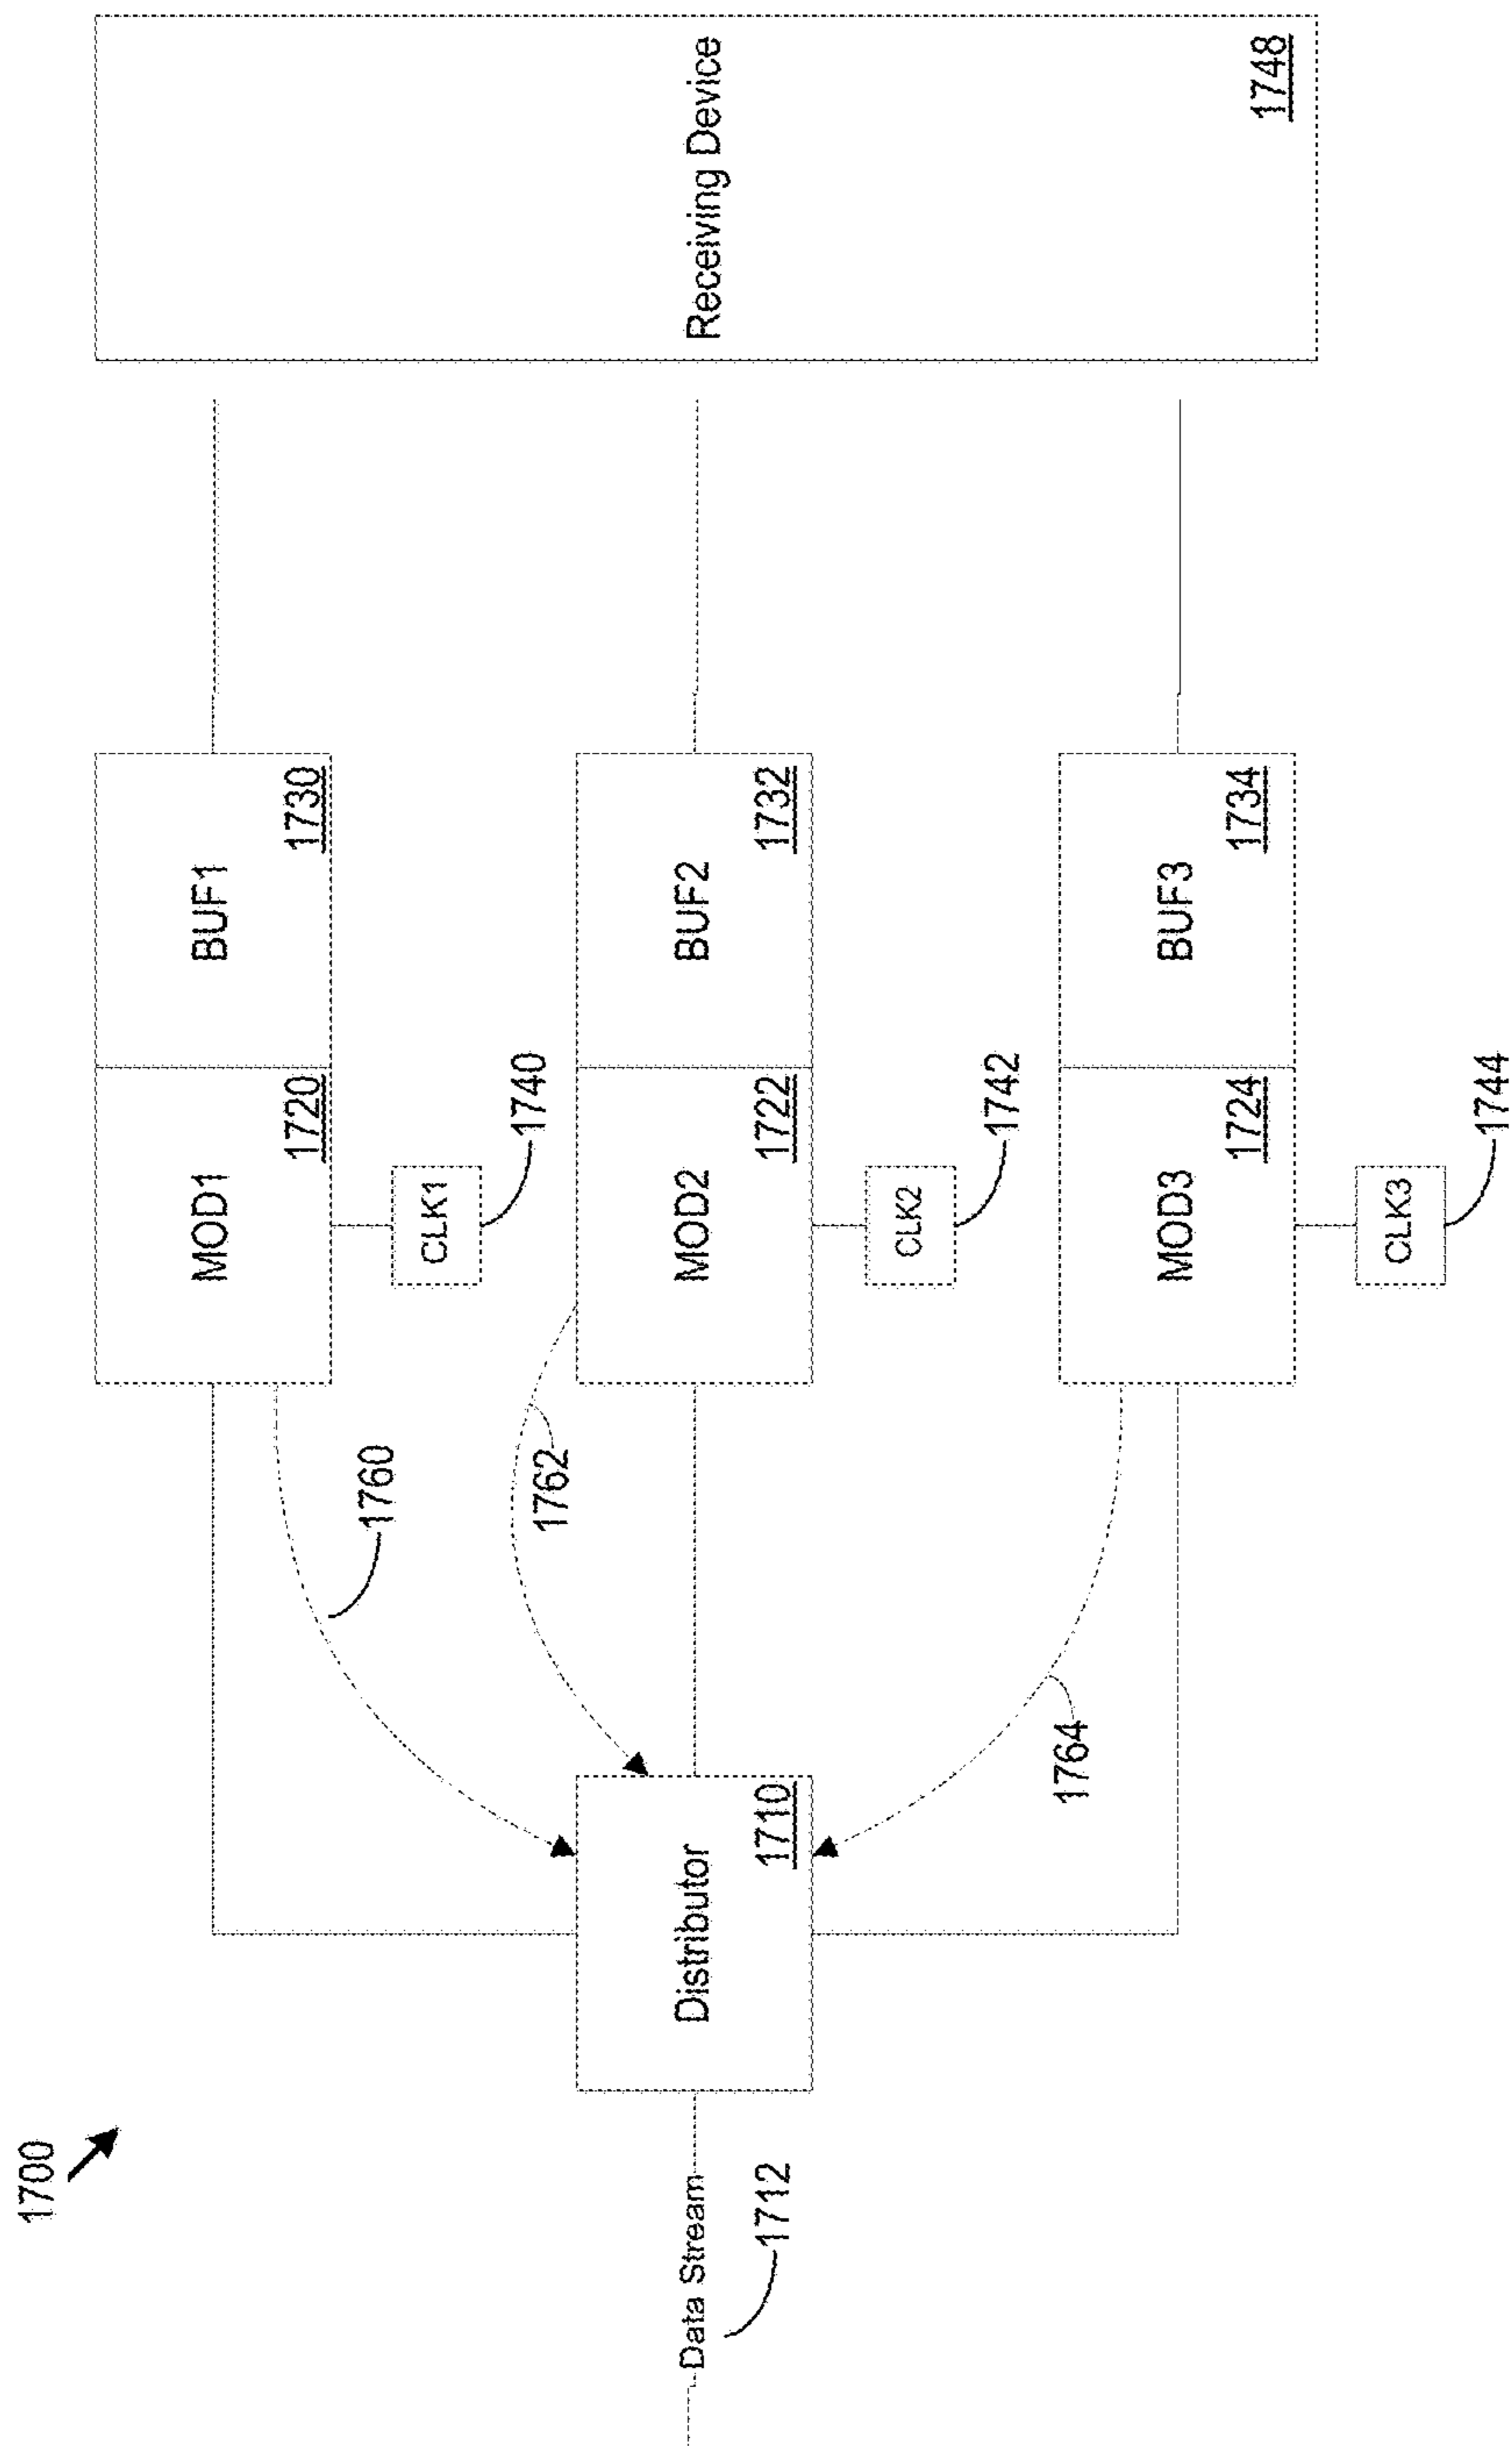 1700
Data Stream
1712
Distributor
1710
1760
1762
1764
MOD1
1720
BUF1
1730
CLK1
1740
MOD2
1722
BUF2
1732
CLK2
1742
MOD3
1724
BUF3
1734
CLK3
1744
Receiving Device
1748